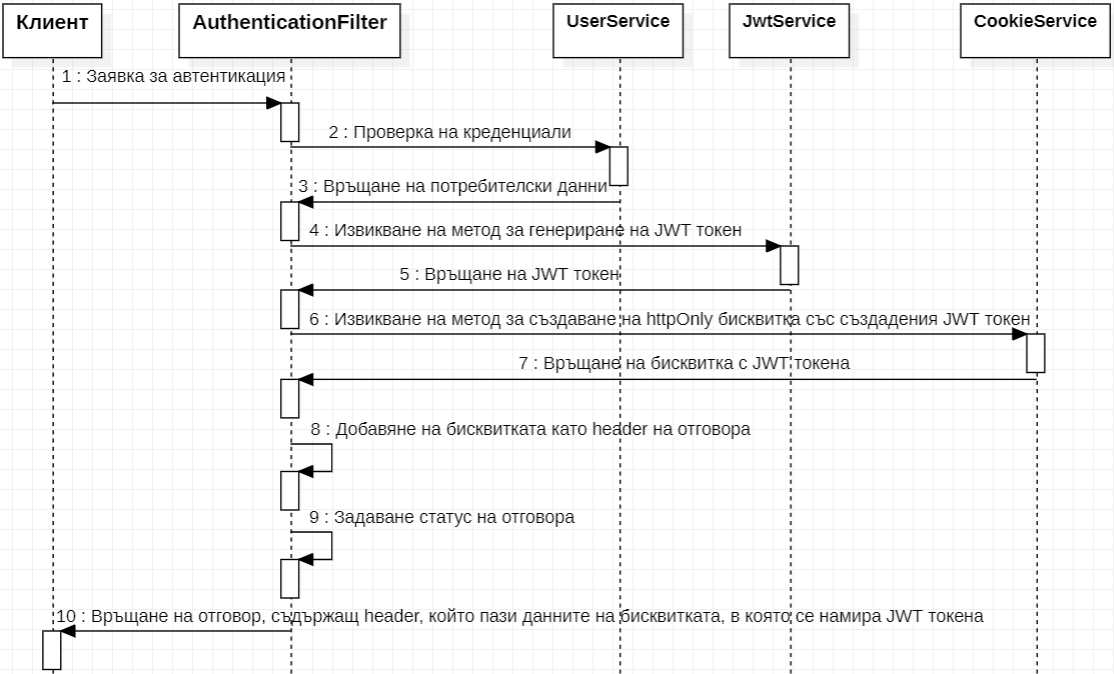 Клиент
AuthenticationFilter
UserService
JwtService
CookieService
1 : Заявка за автентикация
2 : Проверка на креденциали
3 : Връщане на потребителски данни
4 : Извикване на метод за генериране на JWT токен
5 : Връщане на JWT токен
6 : Извикване на метод за създаване на httpOnly бисквитка със създадения JWT токен
7 : Връщане на бисквитка с JWT токена
8 : Добавяне на бисквитката като header на отговора
9 : Задаване статус на отговора
10 : Връщане на отговор, съдържащ header, който пази данните на бисквитката, в която се намира JWT токена